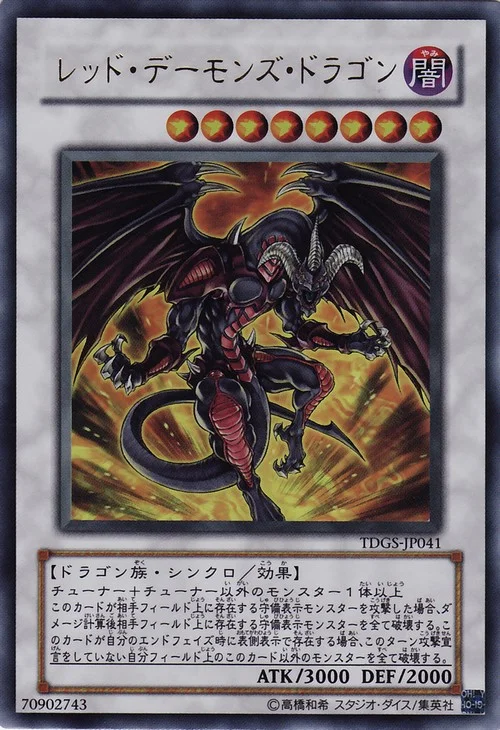 レッド・デーモンズ・ドラゴン 闇
TDGS-JP041
【ドラゴン族・シンクロ/効果】
チューナー+チューナー以外のモンスター1体以上
このカードが相手フィールド上に存在する守備表示モンスターを攻撃した場合、ダ
メージ計算後相手フィールド上に存在する守備表示モンスターを全て破壊する。こ
のカードが自分のエンドフェイズ時に表側表示で存在する場合、このターン攻撃宣
言をしていない自分フィールド上のこのカード以外のモンスターを全て破壊する。
ATK/3000 DEF/2000
70902743 ©高橋和希 スタジオ・ダイス/集英社